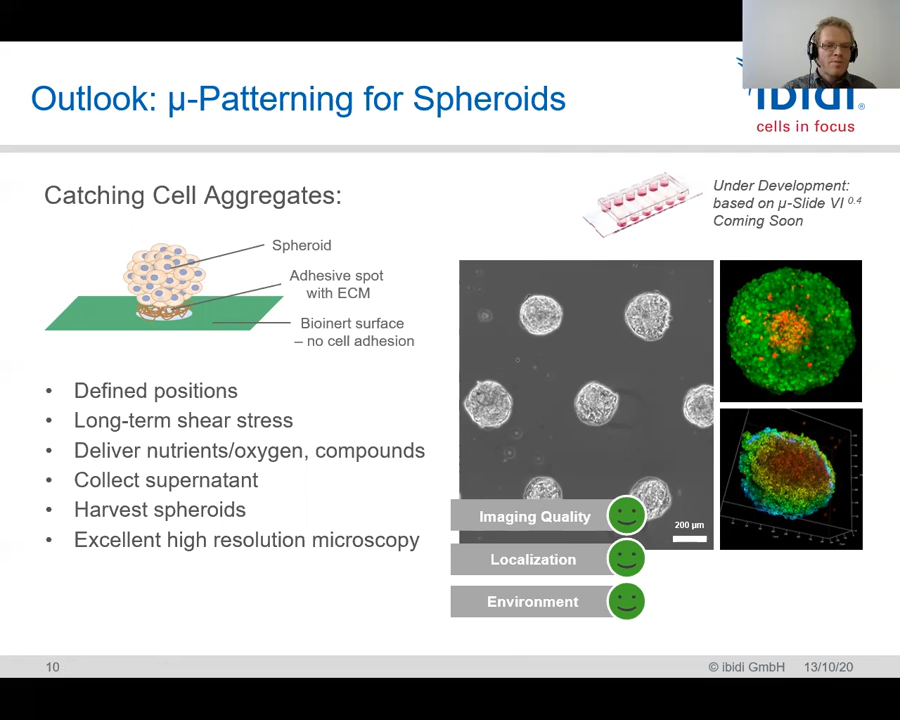 Outlook: µ-Patterning for Spheroids
ibidi®
cells in focus
Catching Cell Aggregates:
Under Development:
based on µ-Slide VI 0.4
Coming Soon
Spheroid
Adhesive spot
with ECM
Bioinert surface
– no cell adhesion
• Defined positions
• Long-term shear stress
• Deliver nutrients/oxygen, compounds
• Collect supernatant
• Harvest spheroids
• Excellent high resolution microscopy
200 µm
Imaging Quality
Localization
Environment
10
© ibidi GmbH 13/10/20